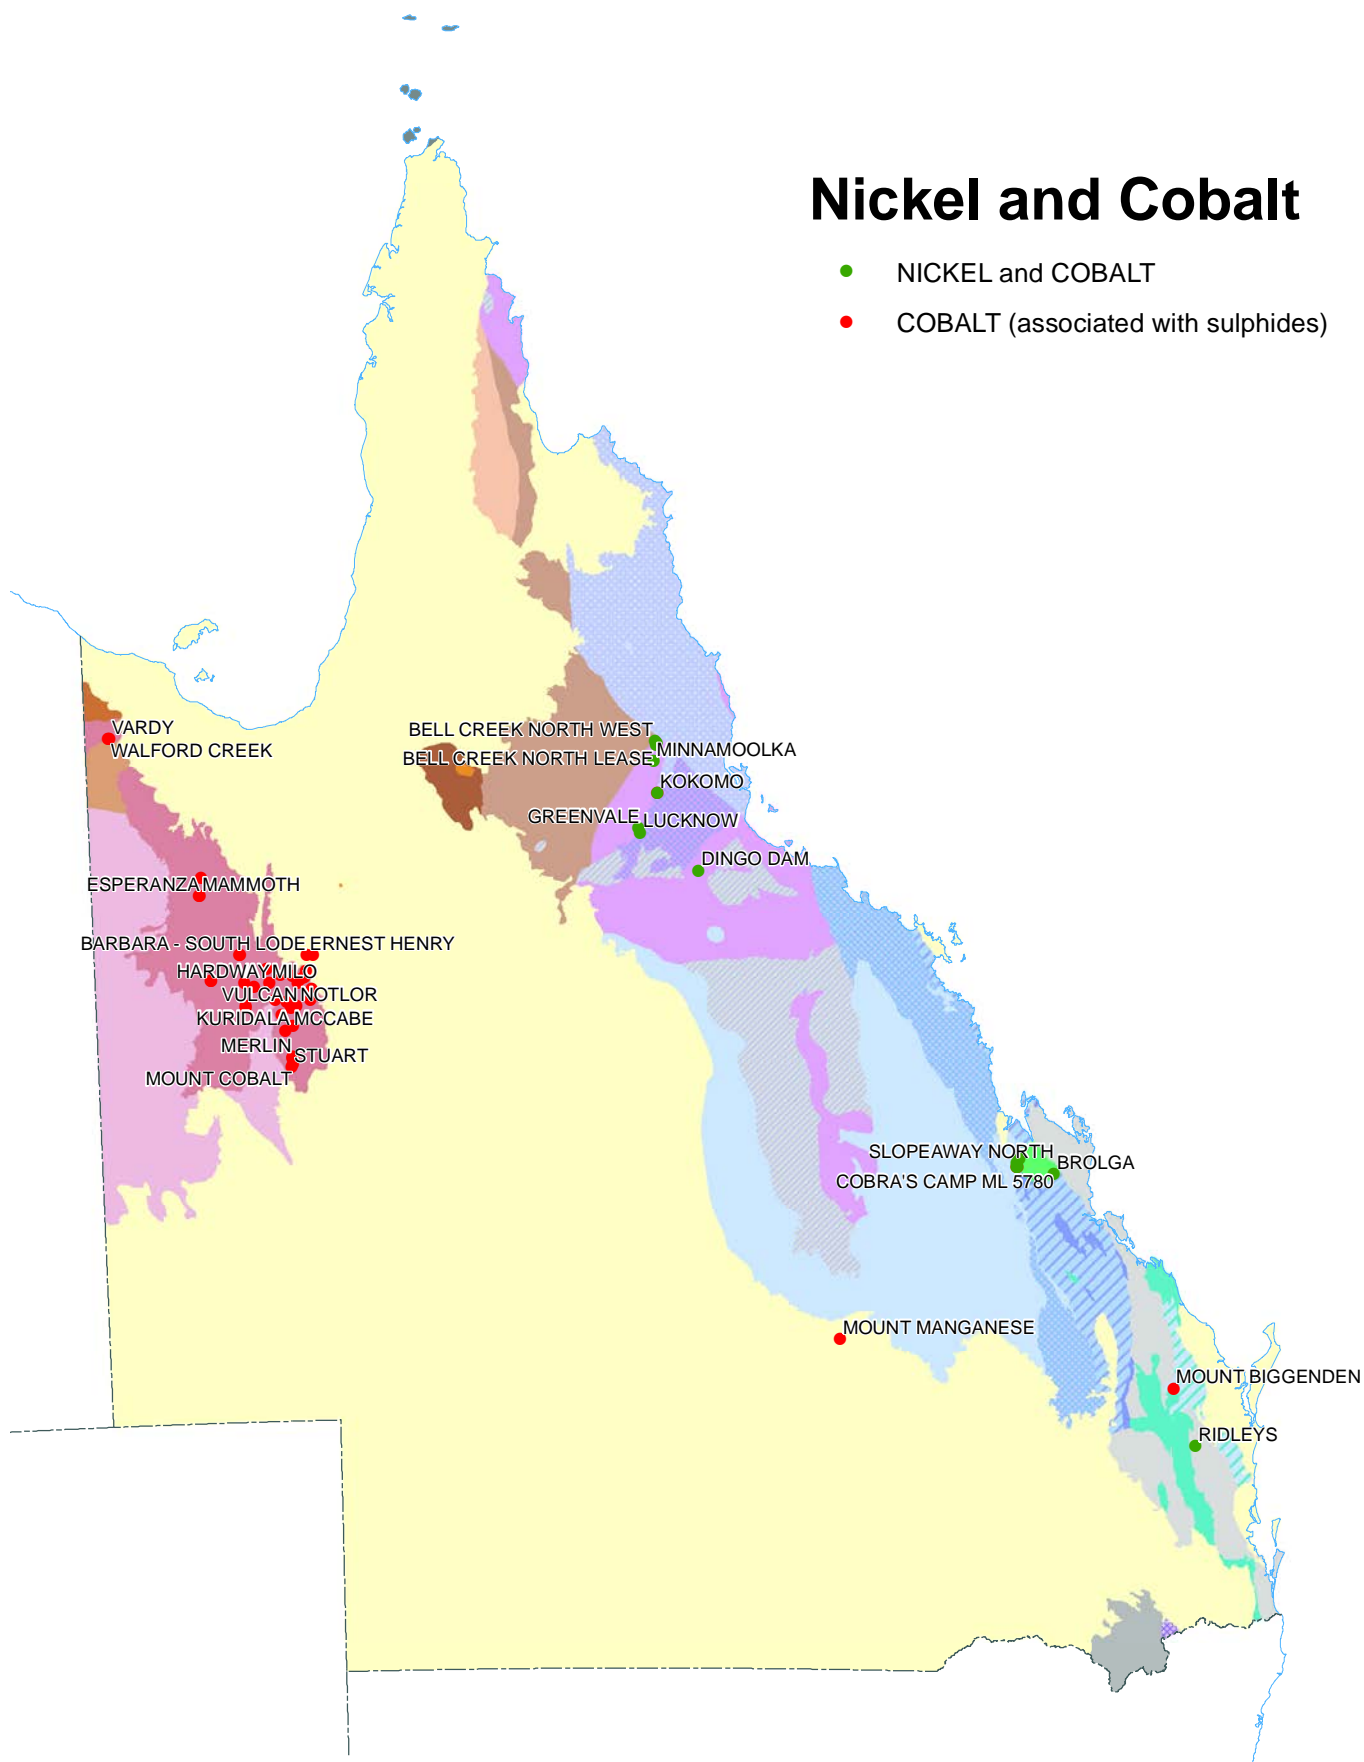 Nickel and Cobalt
NICKEL and COBALT
COBALT (associated with sulphides)
VARDY
WALFORD CREEK
BELL CREEK NORTH WEST
MINNAMOOLKA
BELL CREEK NORTH LEASE
KOKOMO
GREENVALE
LUCKNOW
DINGO DAM
ESPERANZA
MAMMOTH
BARBARA - SOUTH LODE
ERNEST HENRY
HARDWAY
MILO
VULCAN
NOTLOR
KURIDALA
MCCABE
MERLIN
STUART
MOUNT COBALT
SLOPEAWAY NORTH
BROLGA
COBRA'S CAMP ML 5780
MOUNT MANGANESE
MOUNT BIGGENDEN
RIDLEYS